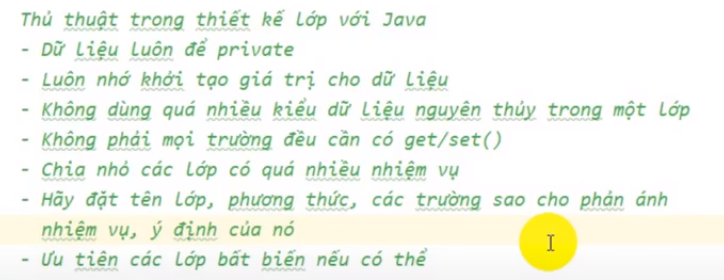 Thủ thuật trong thiết kế lớp với Java
- Dữ liệu luôn để private
- Luôn nhớ khởi tạo giá trị cho dữ liệu
- Không dùng quá nhiều kiểu dữ liệu nguyên thủy trong một lớp
- Không phải mọi trường đều cần có get/set()
- Chia nhỏ các lớp có quá nhiều nhiệm vụ
- Hãy đặt tên lớp, phương thức, các trường sao cho phản ánh
nhiệm vụ, ý định của nó
- Ưu tiên các lớp bất biến nếu có thể